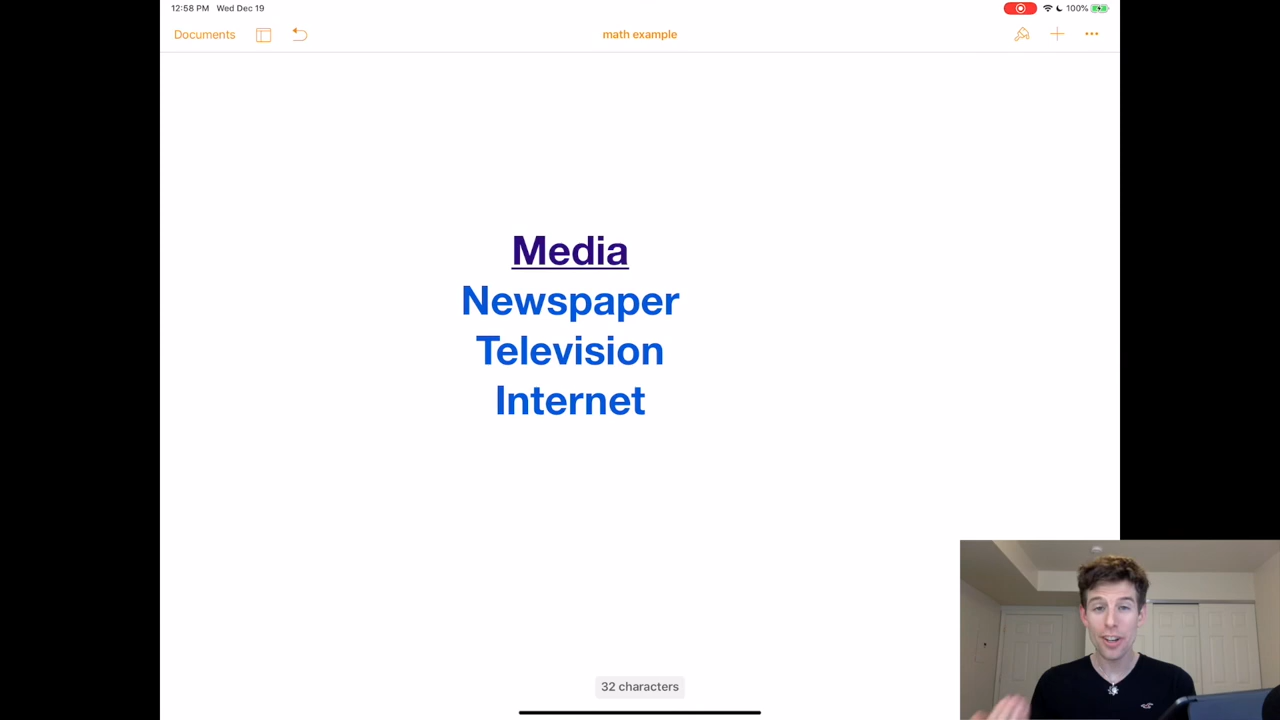 12:58 PM Wed Dec 19
100%
Documents
math example
Media
Newspaper
Television
Internet
32 characters